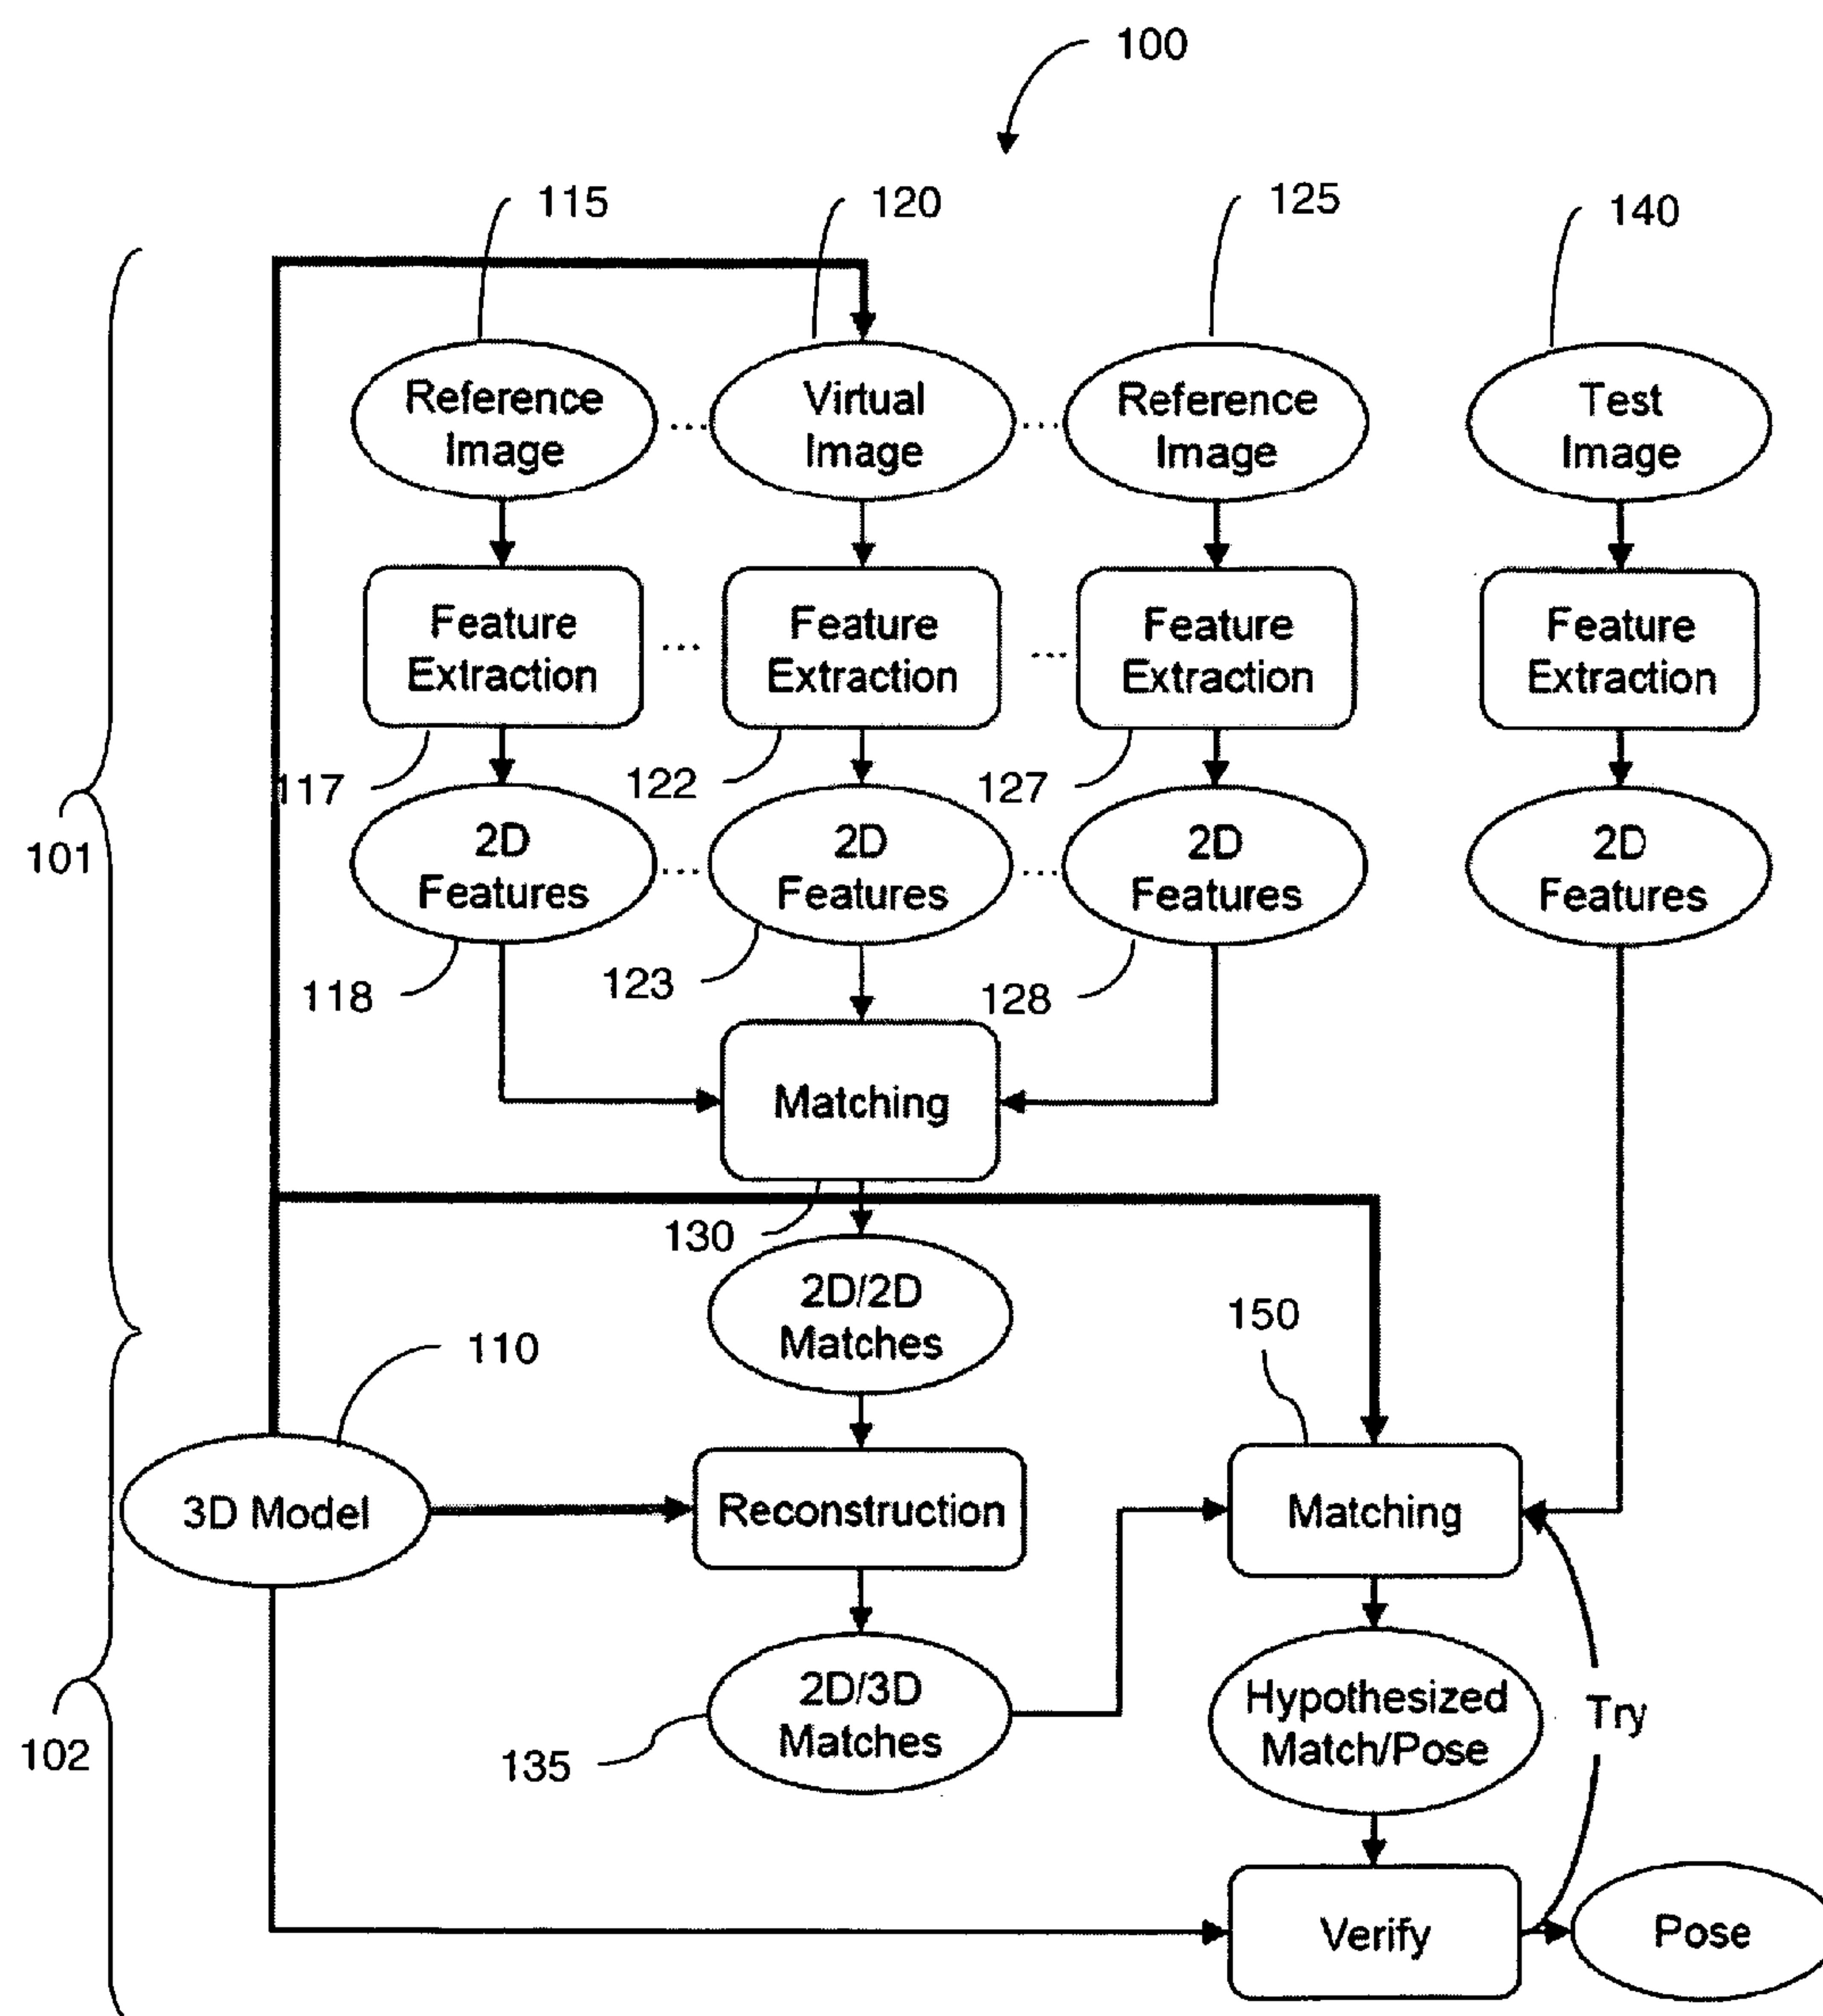 100
115
120
125
140
Reference
Image
...
Virtual
Image
...
Reference
Image
Test
Image
Feature
Extraction
...
Feature
Extraction
...
Feature
Extraction
Feature
Extraction
117
122
127
101
2D
Features
...
2D
Features
...
2D
Features
2D
Features
118
123
128
Matching
130
2D/2D
Matches
150
110
3D Model
Reconstruction
Matching
2D/3D
Matches
Hypothesized
Match/Pose
Try
102
135
Verify
Pose